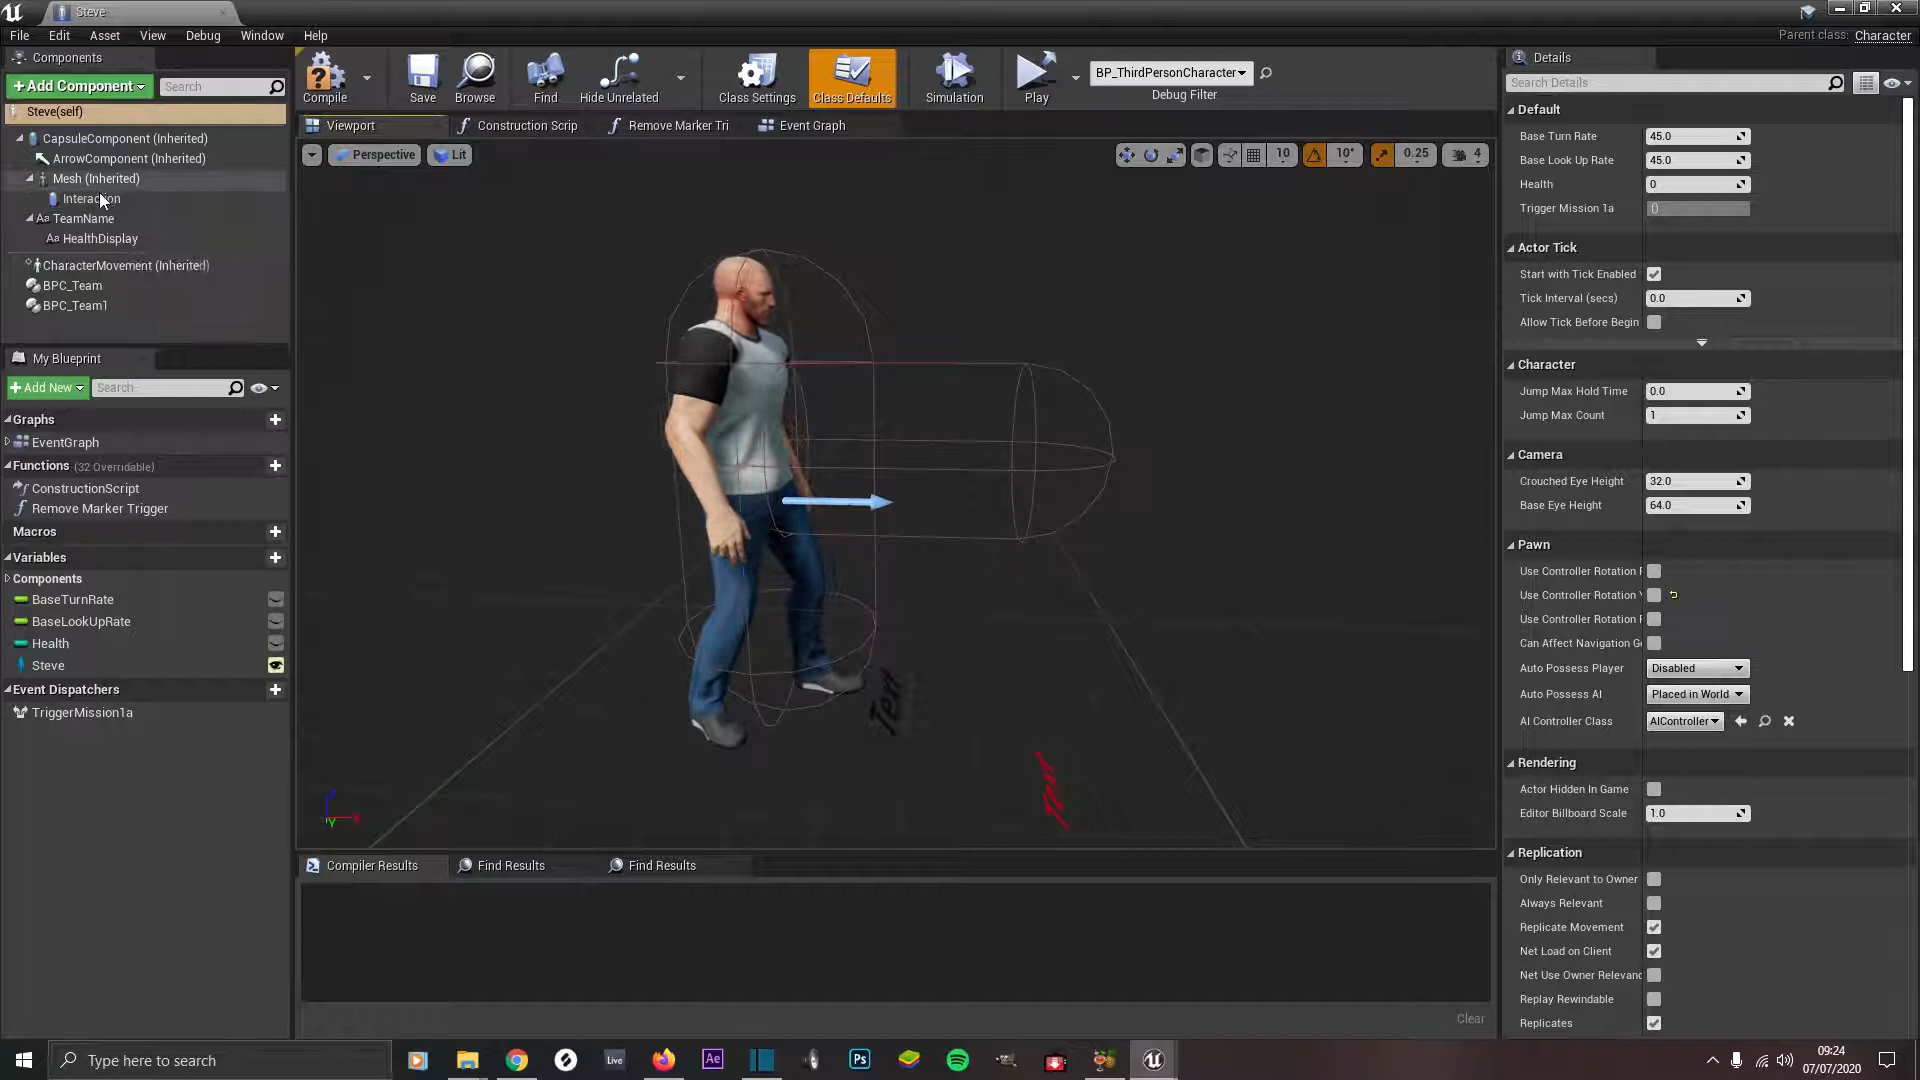 Steve
File Edit Asset View Debug Window Help
Parent class: Character
Components
+Add Component
Search
Steve(self)
CapsuleComponent (Inherited)
ArrowComponent (Inherited)
Mesh (Inherited)
Interaction
Aa TeamName
Aa HealthDisplay
CharacterMovement (Inherited)
BPC_Team
BPC_Team1
My Blueprint
+Add New
Search
Graphs
EventGraph
Functions (32 Overridable)
ConstructionScript
Remove Marker Trigger
Macros
Variables
Components
BaseTurnRate
BaseLookUpRate
Health
Steve
Event Dispatchers
TriggerMission1a
Compile
Save
Browse
Find
Hide Unrelated
Class Settings
Class Defaults
Simulation
Play
BP_ThirdPersonCharacter
Debug Filter
Viewport
Construction Scrip
Remove Marker Tri
Event Graph
Perspective
Lit
10 10° 0.25 4
Z
X
Y
Compiler Results
Find Results
Find Results
Clear
Details
Search Details
Default
Base Turn Rate 45.0
Base Look Up Rate 45.0
Health 0
Trigger Mission 1a ()
Actor Tick
Start with Tick Enabled
Tick Interval (secs) 0.0
Allow Tick Before Begin
Character
Jump Max Hold Time 0.0
Jump Max Count 1
Camera
Crouched Eye Height 32.0
Base Eye Height 64.0
Pawn
Use Controller Rotation
Use Controller Rotation
Use Controller Rotation
Can Affect Navigation G
Auto Possess Player Disabled
Auto Possess AI Placed in World
AI Controller Class AIController
Rendering
Actor Hidden In Game
Editor Billboard Scale 1.0
Replication
Only Relevant to Owner
Always Relevant
Replicate Movement
Net Load on Client
Net Use Owner Relevanc
Replay Rewindable
Replicates
Type here to search
Live
Ae
Ps
09:24
07/07/2020